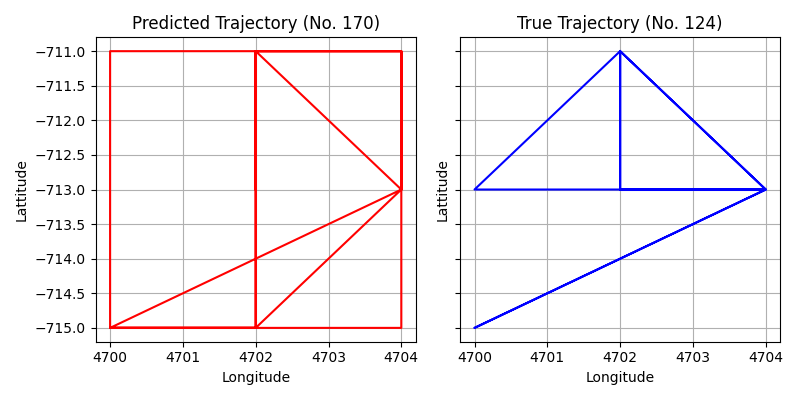 Predicted Trajectory (No. 170)
True Trajectory (No. 124)
−711.0
−711.5
−712.0
−712.5
−713.0
−713.5
−714.0
−714.5
−715.0
Lattitude
Lattitude
4700 4701 4702 4703 4704
4700 4701 4702 4703 4704
Longitude
Longitude